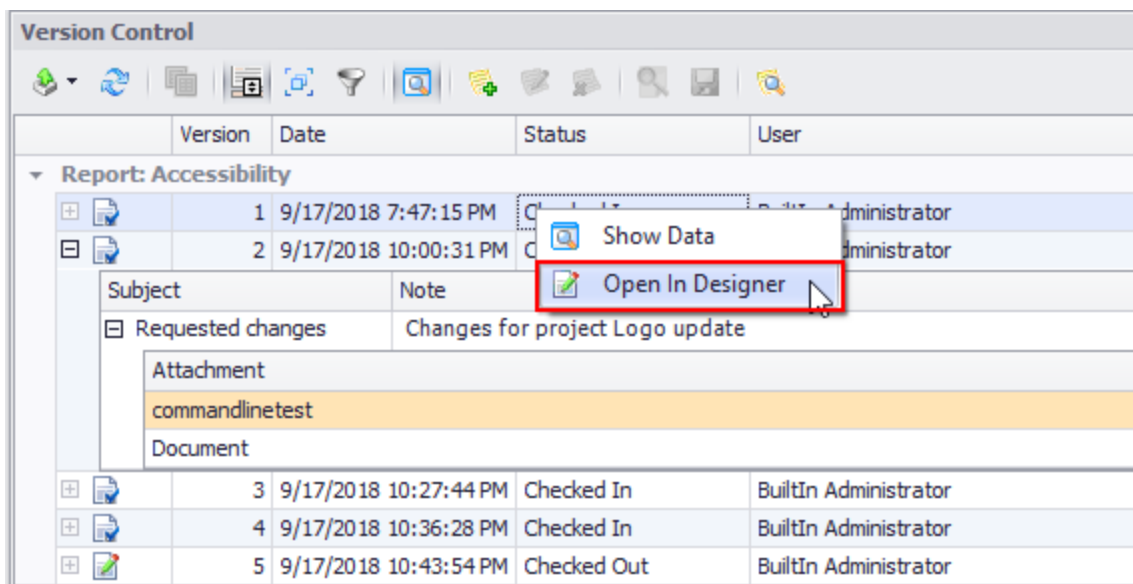 Version Control
Version Date Status User
Report: Accessibility
1 9/17/2018 7:47:15 PM Administrator
Show Data
2 9/17/2018 10:00:31 PM Administrator
Open In Designer
Subject Note
Requested changes Changes for project Logo update
Attachment
commandlinetest
Document
3 9/17/2018 10:27:44 PM Checked In BuiltIn Administrator
4 9/17/2018 10:36:28 PM Checked In BuiltIn Administrator
5 9/17/2018 10:43:54 PM Checked Out BuiltIn Administrator